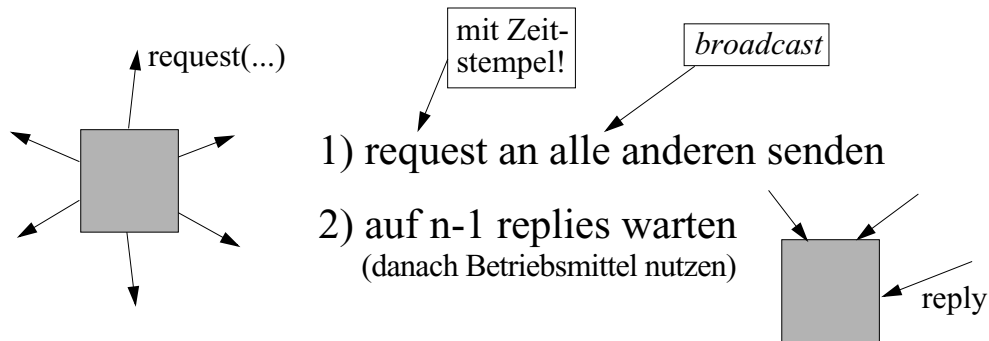 request(...)
mit Zeit-
stempel!
broadcast
1) request an alle anderen senden
2) auf n-1 replies warten
(danach Betriebsmittel nutzen)
reply